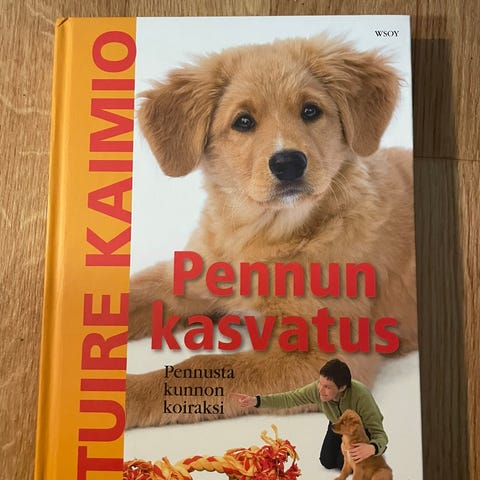 WSOY
TUIRE KAIMIO
Pennun
kasvatus
Pennusta
kunnon
koiraksi